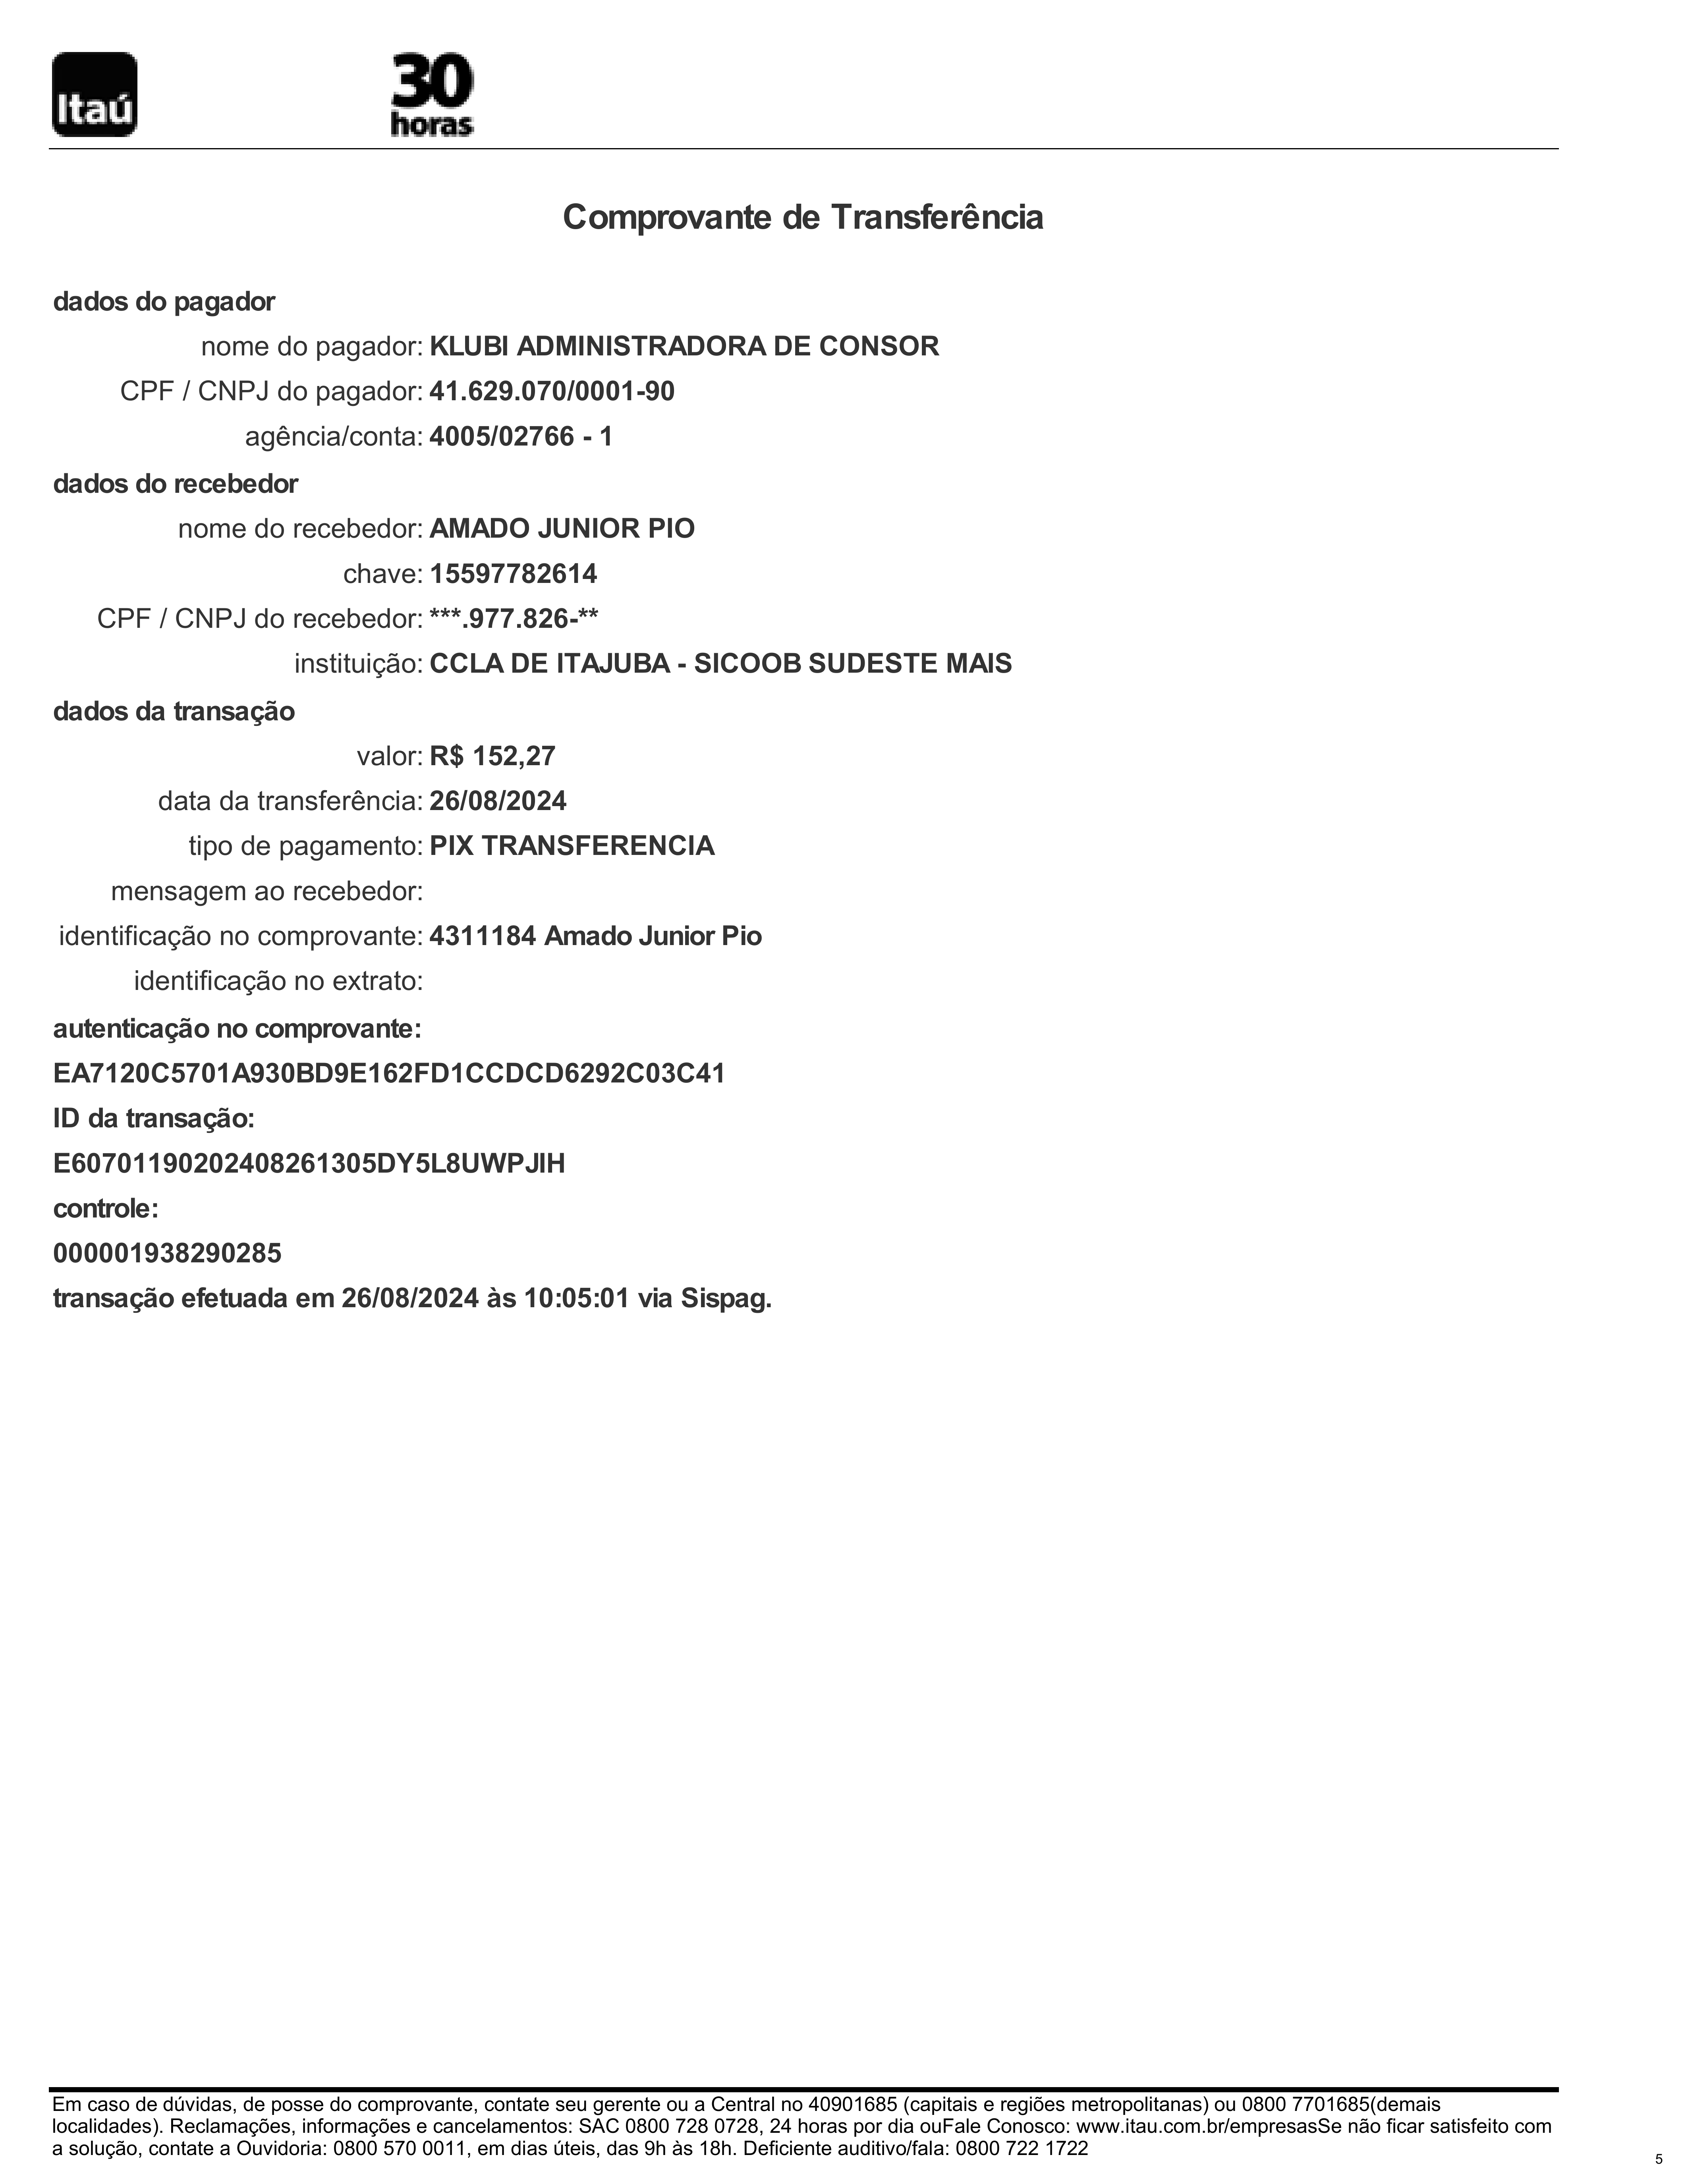 Itaú
30
horas
Comprovante de Transferência
dados do pagador
nome do pagador: KLUBI ADMINISTRADORA DE CONSOR
CPF / CNPJ do pagador: 41.629.070/0001-90
agência/conta: 4005/02766 - 1
dados do recebedor
nome do recebedor: AMADO JUNIOR PIO
chave: 15597782614
CPF / CNPJ do recebedor: ***.977.826-**
instituição: CCLA DE ITAJUBA - SICOOB SUDESTE MAIS
dados da transação
valor: R$ 152,27
data da transferência: 26/08/2024
tipo de pagamento: PIX TRANSFERENCIA
mensagem ao recebedor:
identificação no comprovante: 4311184 Amado Junior Pio
identificação no extrato:
autenticação no comprovante:
EA7120C5701A930BD9E162FD1CCDCD6292C03C41
ID da transação:
E60701190202408261305DY5L8UWPJIH
controle:
000001938290285
transação efetuada em 26/08/2024 às 10:05:01 via Sispag.
Em caso de dúvidas, de posse do comprovante, contate seu gerente ou a Central no 40901685 (capitais e regiões metropolitanas) ou 0800 7701685(demais
localidades). Reclamações, informações e cancelamentos: SAC 0800 728 0728, 24 horas por dia ouFale Conosco: www.itau.com.br/empresasSe não ficar satisfeito com
a solução, contate a Ouvidoria: 0800 570 0011, em dias úteis, das 9h às 18h. Deficiente auditivo/fala: 0800 722 1722
5